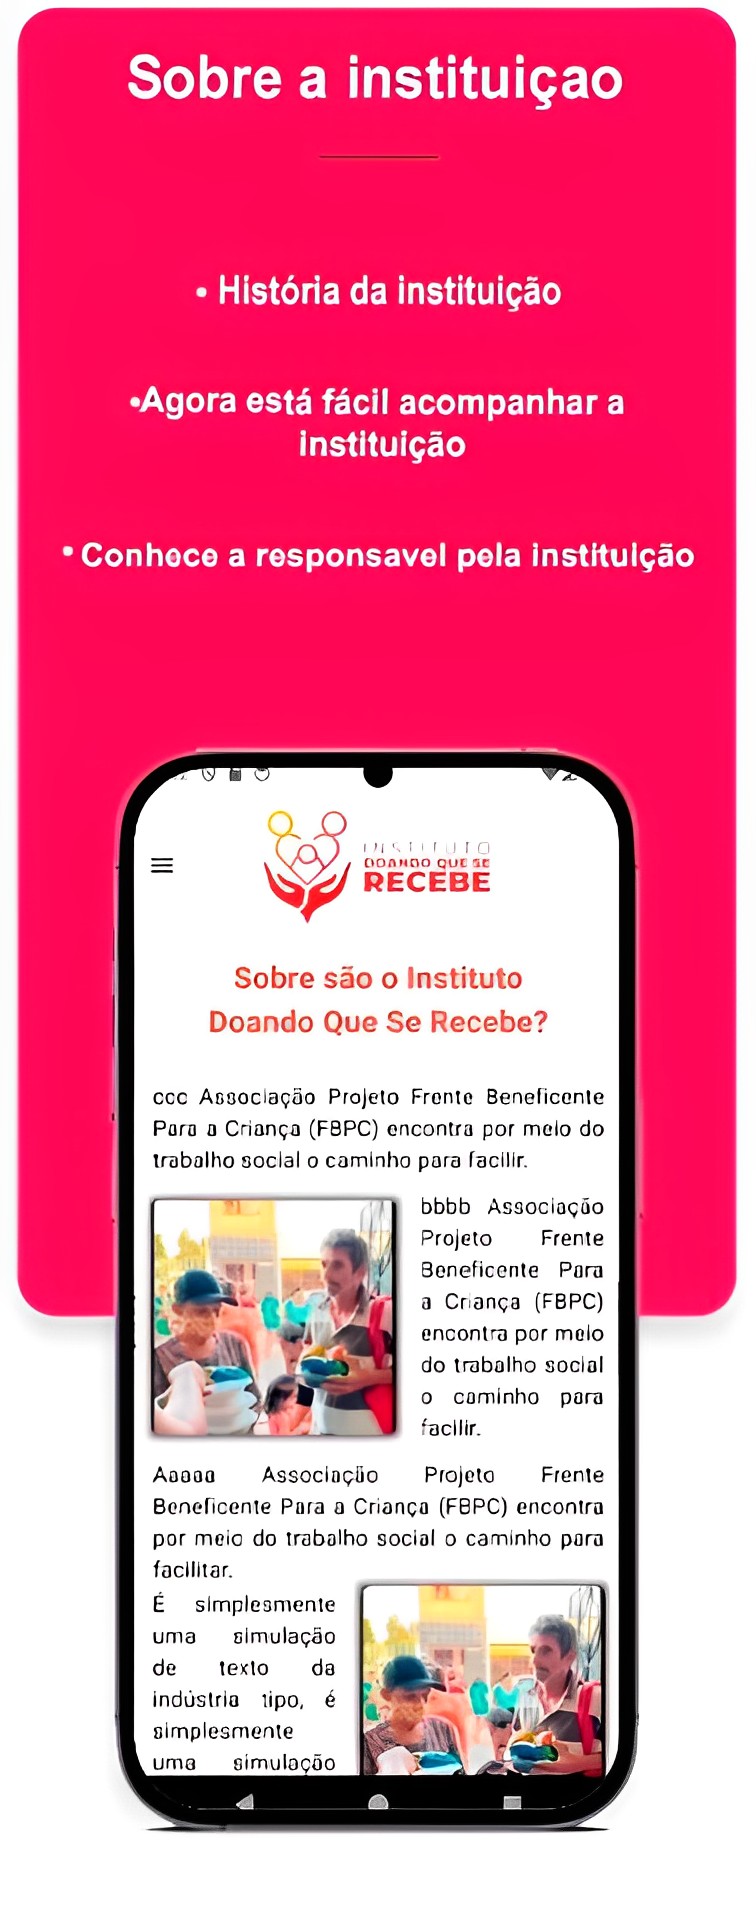 Sobre a instituiçao
• História da instituição
•Agora está fácil acompanhar a
instituição
• Conhece a responsavel pela instituição
INSTITUTO
DOANDO QUE SE
RECEBE
Sobre são o Instituto
Doando Que Se Recebe?
ccc Associação Projeto Frente Beneficente
Para a Criança (FBPC) encontra por meio do
trabalho social o caminho para facilir.
bbbb Associação
Projeto Frente
Beneficente Para
a Criança (FBPC)
encontra por meio
do trabalho social
o caminho para
facilir.
Aaaaa Associação Projeto Frente
Beneficente Para a Criança (FBPC) encontra
por meio do trabalho social o caminho para
facilitar.
É simplesmente
uma simulação
de texto da
indústria tipo, é
simplesmente
uma simulação